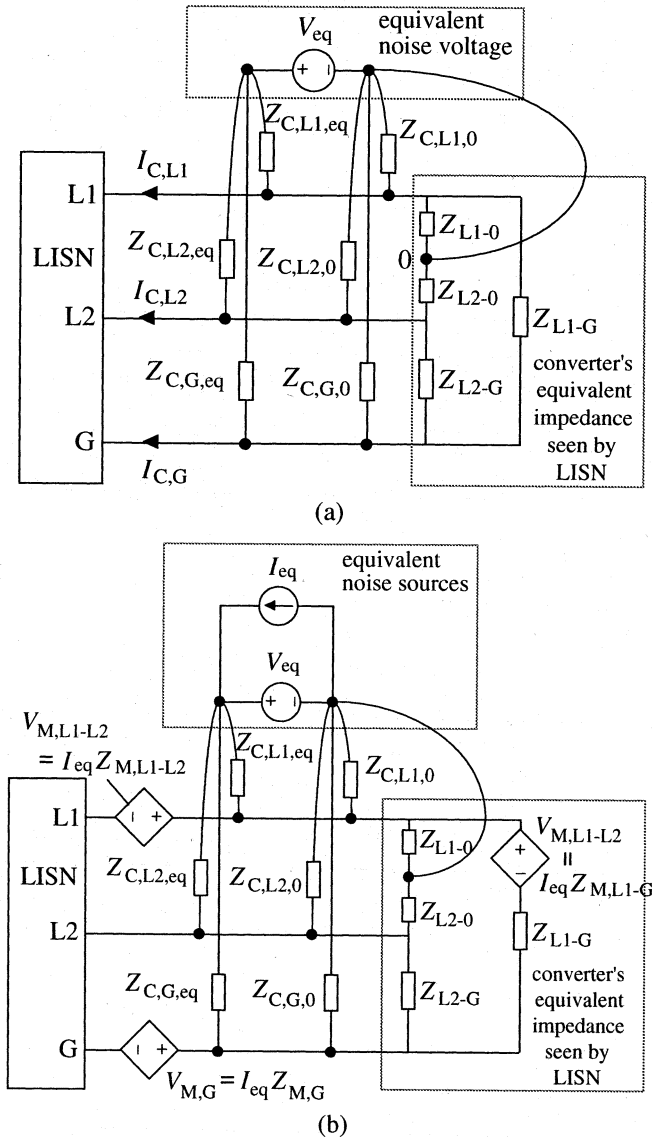 equivalent
noise voltage
V_eq
+ −
Z_C,L1,eq
Z_C,L1,0
I_C,L1
L1
Z_L1-0
Z_C,L2,eq
Z_C,L2,0
0
LISN
I_C,L2
Z_L2-0
L2
Z_L1-G
Z_C,G,eq
Z_C,G,0
Z_L2-G
converter's
equivalent
impedance
seen by
LISN
G
I_C,G
(a)
equivalent
noise sources
I_eq
V_eq
+ −
V_M,L1-L2
= I_eq Z_M,L1-L2
Z_C,L1,eq
Z_C,L1,0
L1
− +
Z_L1-0
V_M,L1-L2
=
I_eq Z_M,L1-G
+
−
LISN
Z_C,L2,eq
Z_C,L2,0
Z_L2-0
L2
Z_L1-G
Z_C,G,eq
Z_C,G,0
Z_L2-G
converter's
equivalent
impedance
seen by
LISN
G
− +
V_M,G = I_eq Z_M,G
(b)